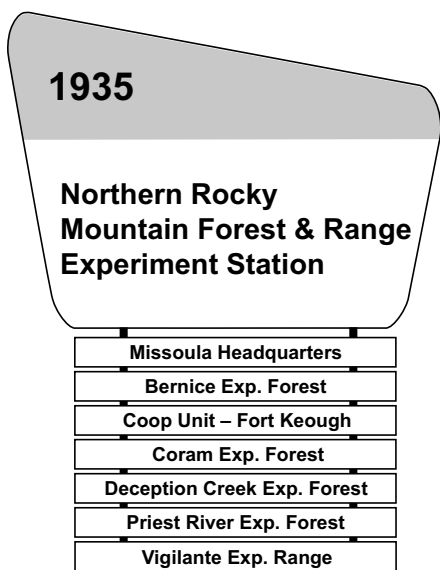 1935
Northern Rocky
Mountain Forest & Range
Experiment Station
Missoula Headquarters
Bernice Exp. Forest
Coop Unit – Fort Keough
Coram Exp. Forest
Deception Creek Exp. Forest
Priest River Exp. Forest
Vigilante Exp. Range